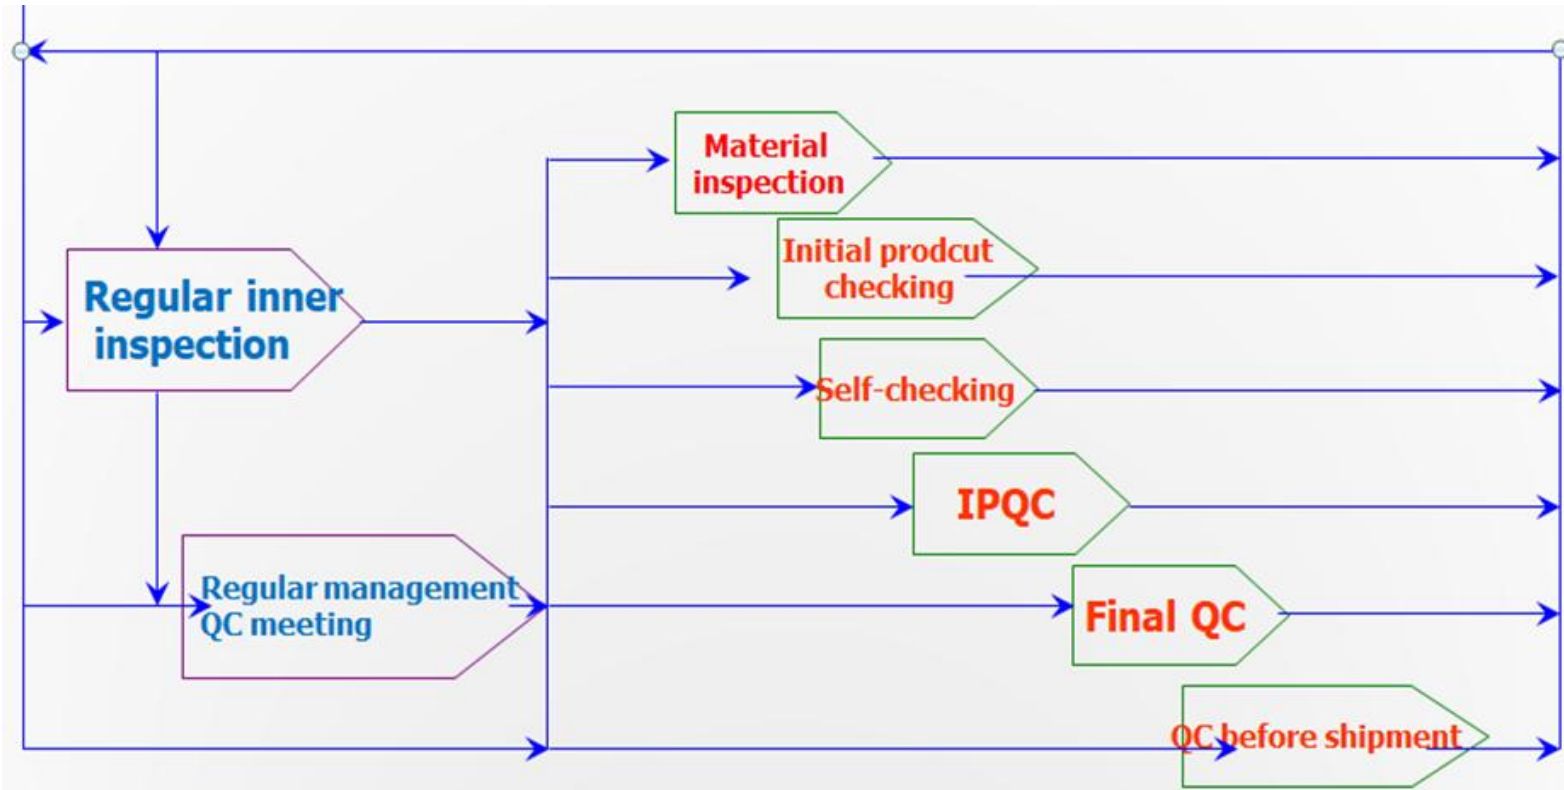 Material
inspection
Initial prodcut
checking
Regular inner
inspection
Self-checking
IPQC
Regular management
QC meeting
Final QC
QC before shipment